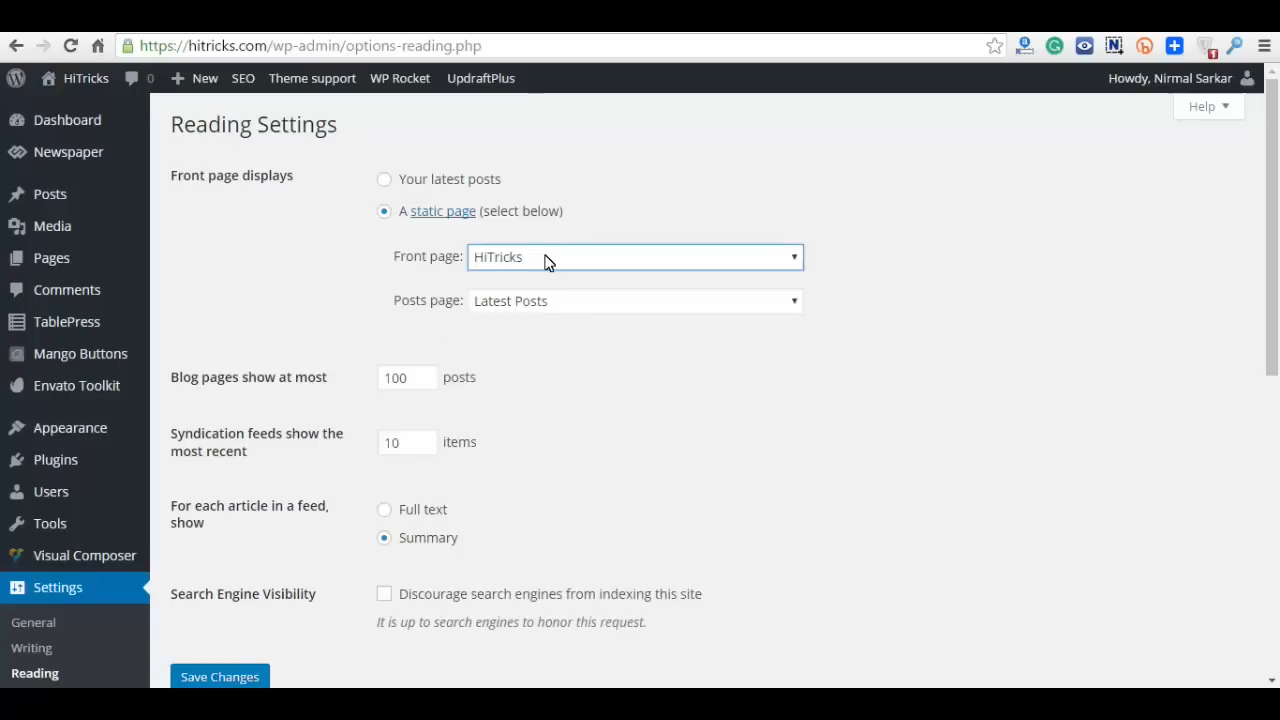 https://hitricks.com/wp-admin/options-reading.php
1
HiTricks 0 New SEO Theme support WP Rocket UpdraftPlus Howdy, Nirmal Sarkar
Help
Dashboard
Newspaper
Posts
Media
Pages
Comments
TablePress
Mango Buttons
Envato Toolkit
Appearance
Plugins
Users
Tools
Visual Composer
Settings
General
Writing
Reading
Reading Settings
Front page displays
Your latest posts
A static page (select below)
Front page: HiTricks
Posts page: Latest Posts
Blog pages show at most 100 posts
Syndication feeds show the
most recent
10 items
For each article in a feed,
show
Full text
Summary
Search Engine Visibility
Discourage search engines from indexing this site
It is up to search engines to honor this request.
Save Changes